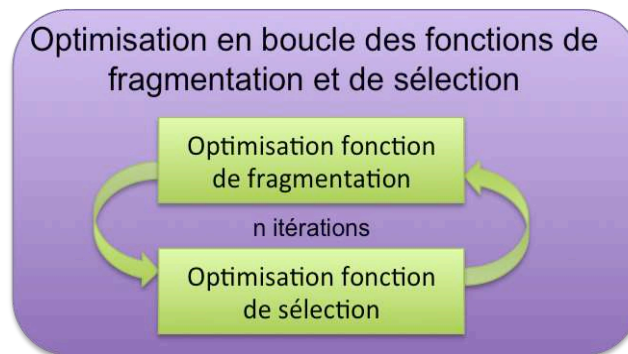 Optimisation en boucle des fonctions de
fragmentation et de sélection
Optimisation fonction
de fragmentation
n itérations
Optimisation fonction
de sélection